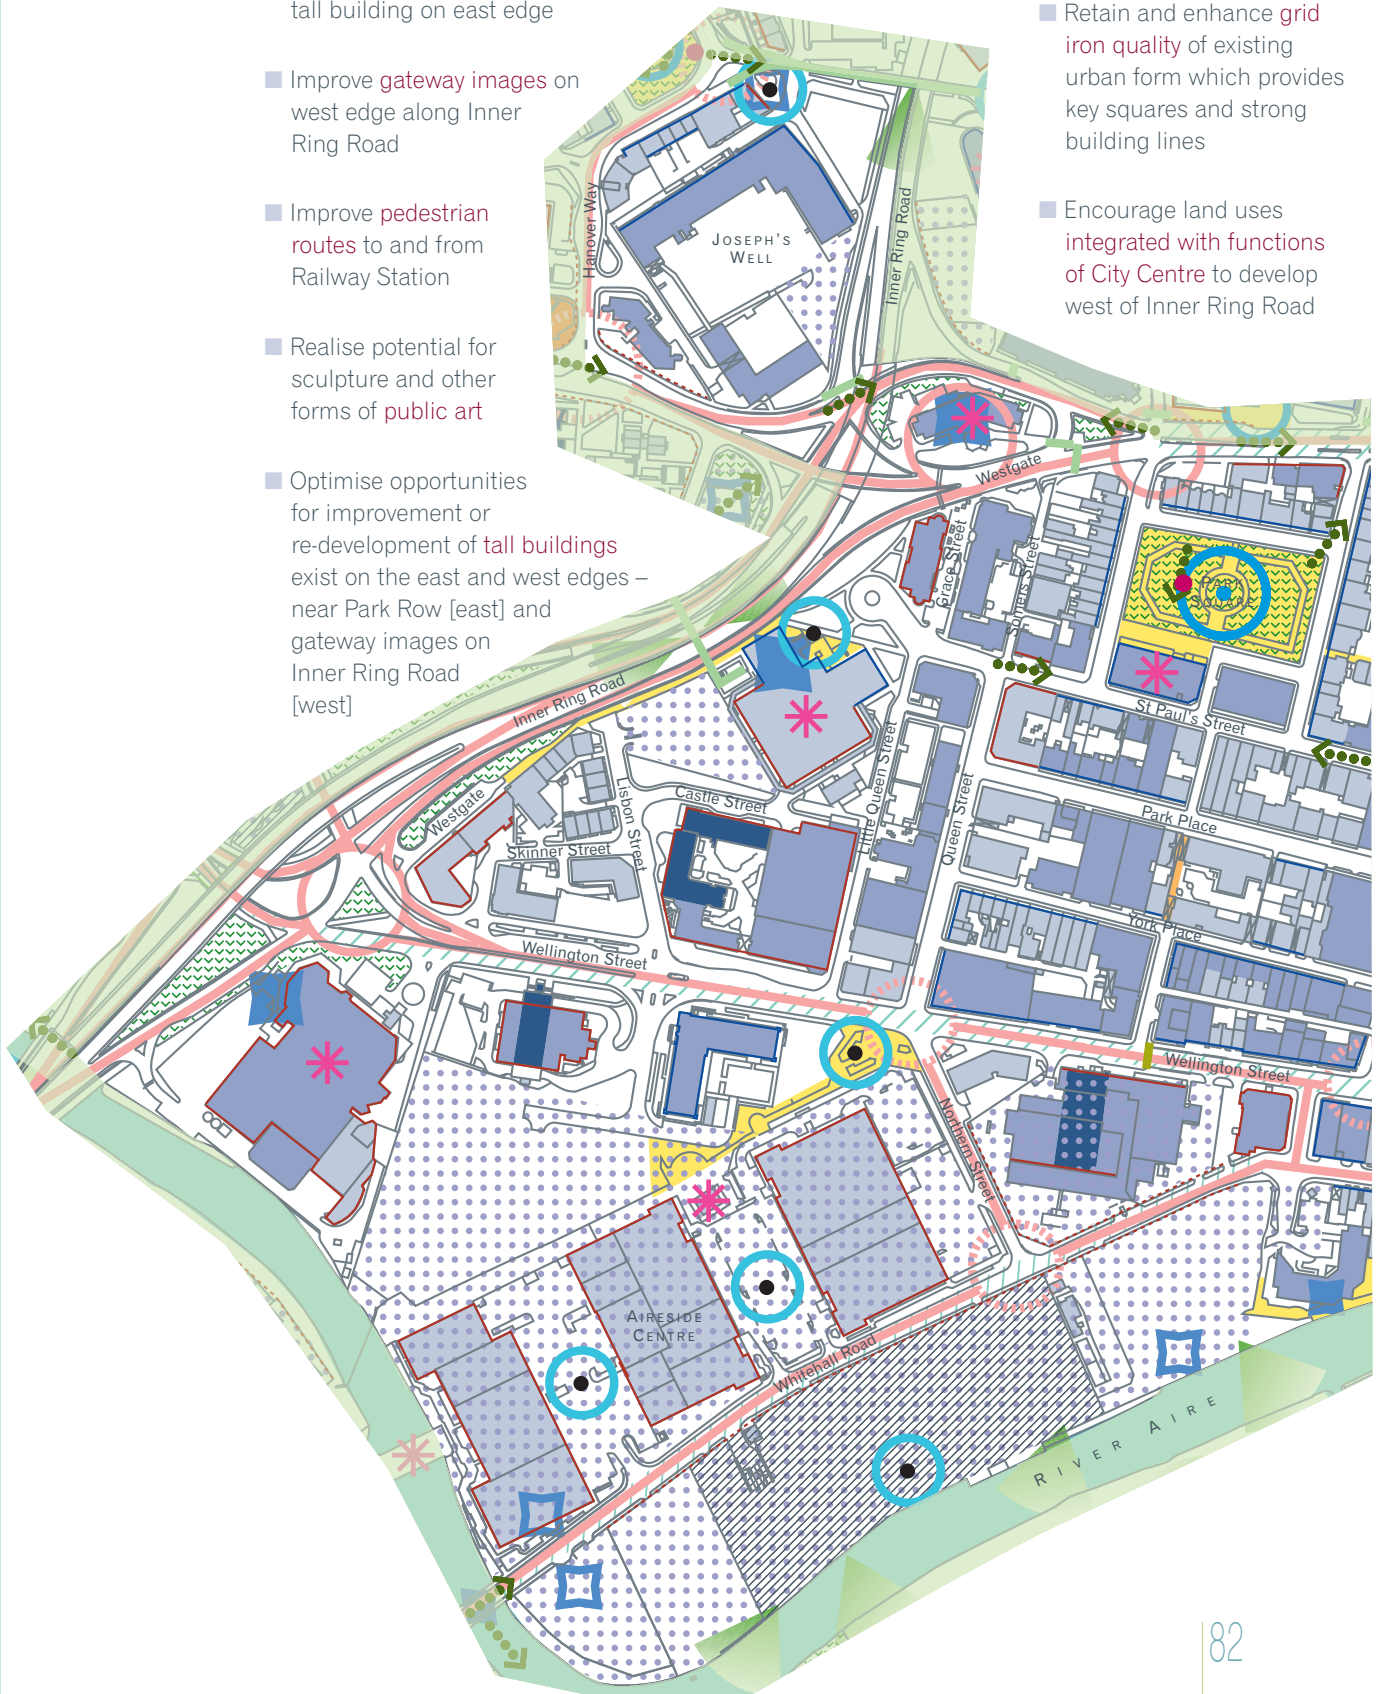 tall building on east edge
Improve gateway images on
west edge along Inner
Ring Road
Improve pedestrian
routes to and from
Railway Station
Realise potential for
sculpture and other
forms of public art
Optimise opportunities
for improvement or
re-development of tall buildings
exist on the east and west edges –
near Park Row [east] and
gateway images on
Inner Ring Road
[west]
Retain and enhance grid
iron quality of existing
urban form which provides
key squares and strong
building lines
Encourage land uses
integrated with functions
of City Centre to develop
west of Inner Ring Road
Hanover Way
JOSEPH'S
WELL
Inner Ring Road
Westgate
Grace Street
Somers Street
PARK
SQUARE
St Paul's Street
Inner Ring Road
Westgate
Lisbon Street
Castle Street
Little Queen Street
Queen Street
Park Place
Skinner Street
York Place
Wellington Street
Wellington Street
Northern Street
AIRESIDE
CENTRE
Whitehall Road
RIVER AIRE
82